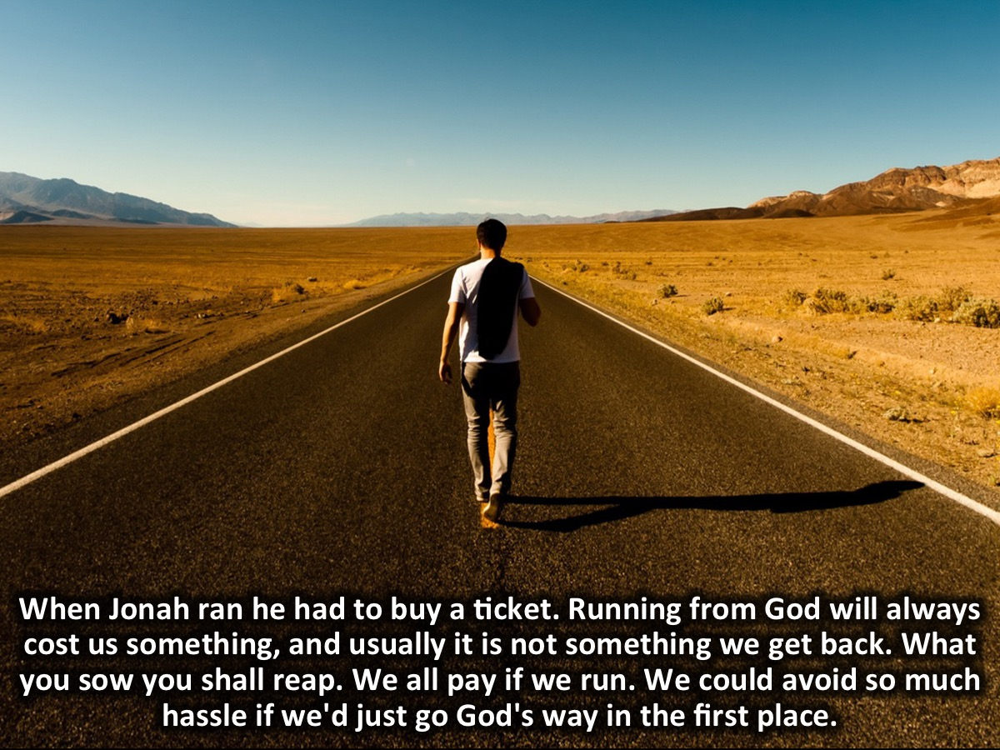 When Jonah ran he had to buy a ticket. Running from God will always
cost us something, and usually it is not something we get back. What
you sow you shall reap. We all pay if we run. We could avoid so much
hassle if we'd just go God's way in the first place.